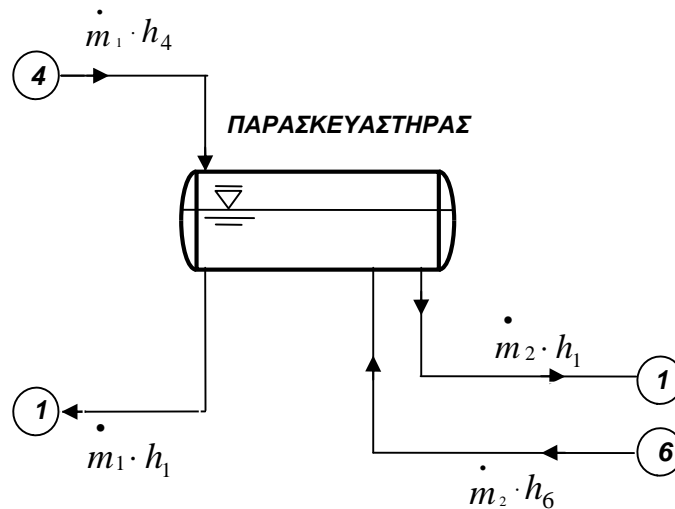 ṁ₁ · h₄
4
ΠΑΡΑΣΚΕΥΑΣΤΗΡΑΣ
ṁ₂ · h₁
1
1
ṁ₁ · h₁
6
ṁ₂ · h₆